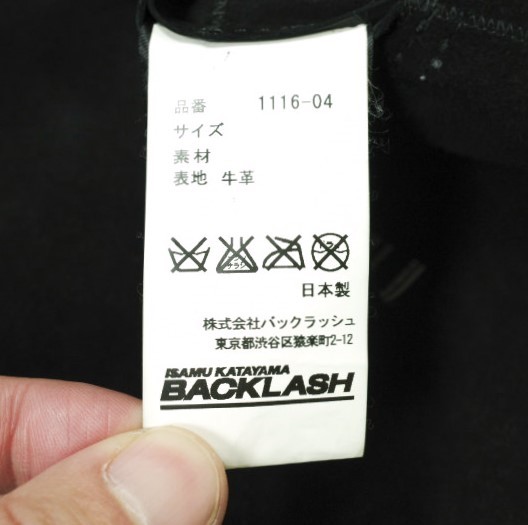 品番 1116-04
サイズ
素材
表地 牛革
日本製
株式会社バックラッシュ
東京都渋谷区猿楽町2-12
ISAMU KATAYAMA
BACKLASH